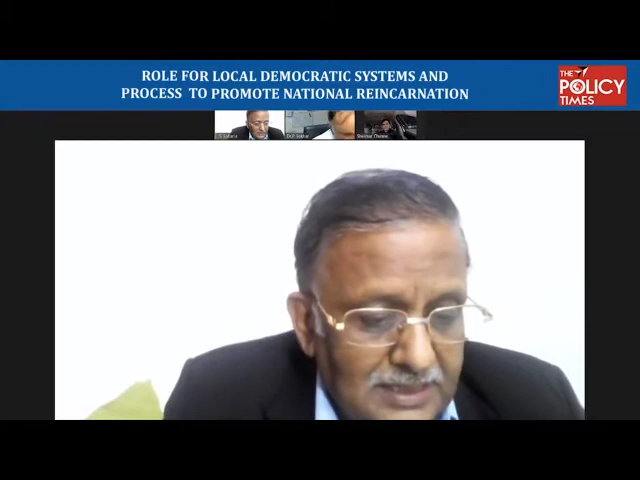 ROLE FOR LOCAL DEMOCRATIC SYSTEMS AND
PROCESS TO PROMOTE NATIONAL REINCARNATION
THE
POLICY
TIMES